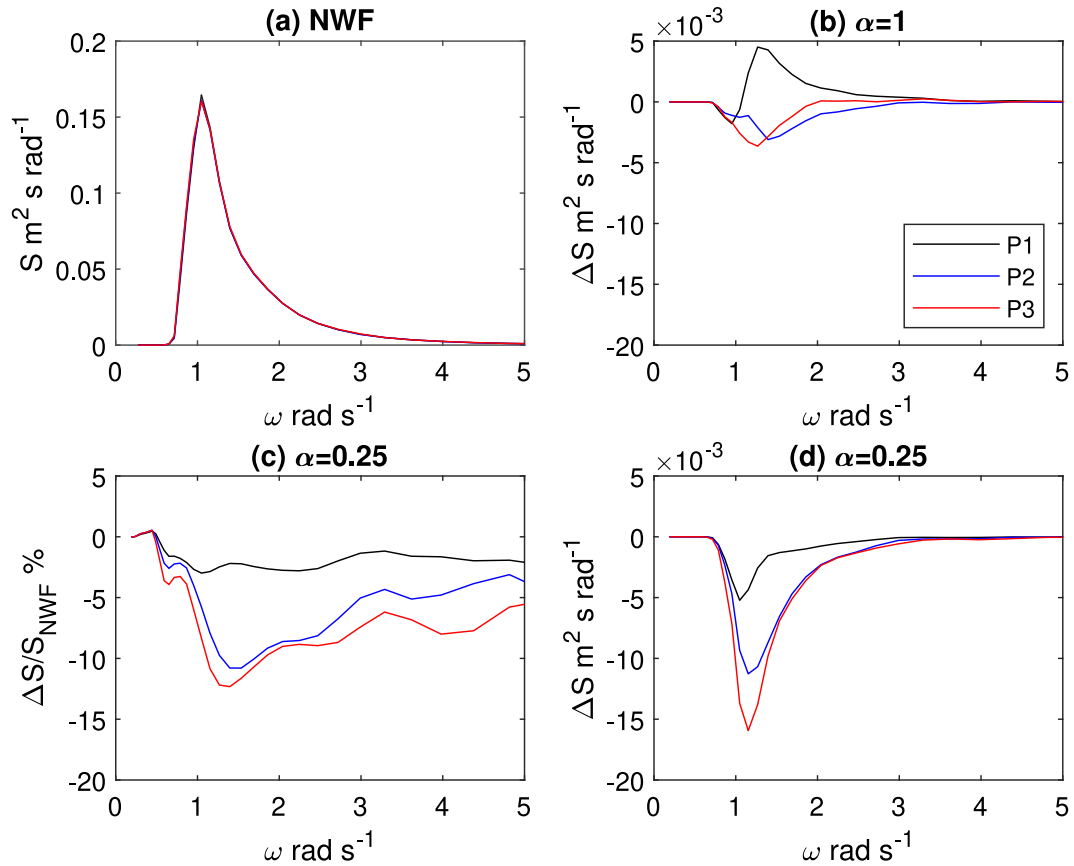 (a) NWF
S m² s rad⁻¹
0.2
0.15
0.1
0.05
0
0 1 2 3 4 5
ω rad s⁻¹
(b) α=1
×10⁻³
ΔS m² s rad⁻¹
5
0
-5
-10
-15
-20
P1
P2
P3
0 1 2 3 4 5
ω rad s⁻¹
(c) α=0.25
ΔS/S_NWF %
5
0
-5
-10
-15
-20
0 1 2 3 4 5
ω rad s⁻¹
(d) α=0.25
×10⁻³
ΔS m² s rad⁻¹
5
0
-5
-10
-15
-20
0 1 2 3 4 5
ω rad s⁻¹